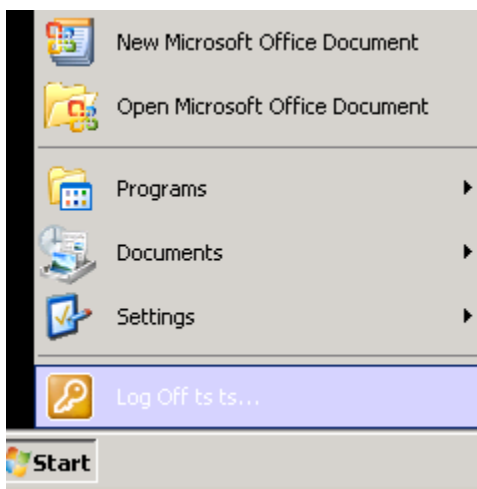 New Microsoft Office Document
Open Microsoft Office Document
Programs
Documents
Settings
Log Off ts ts...
Start